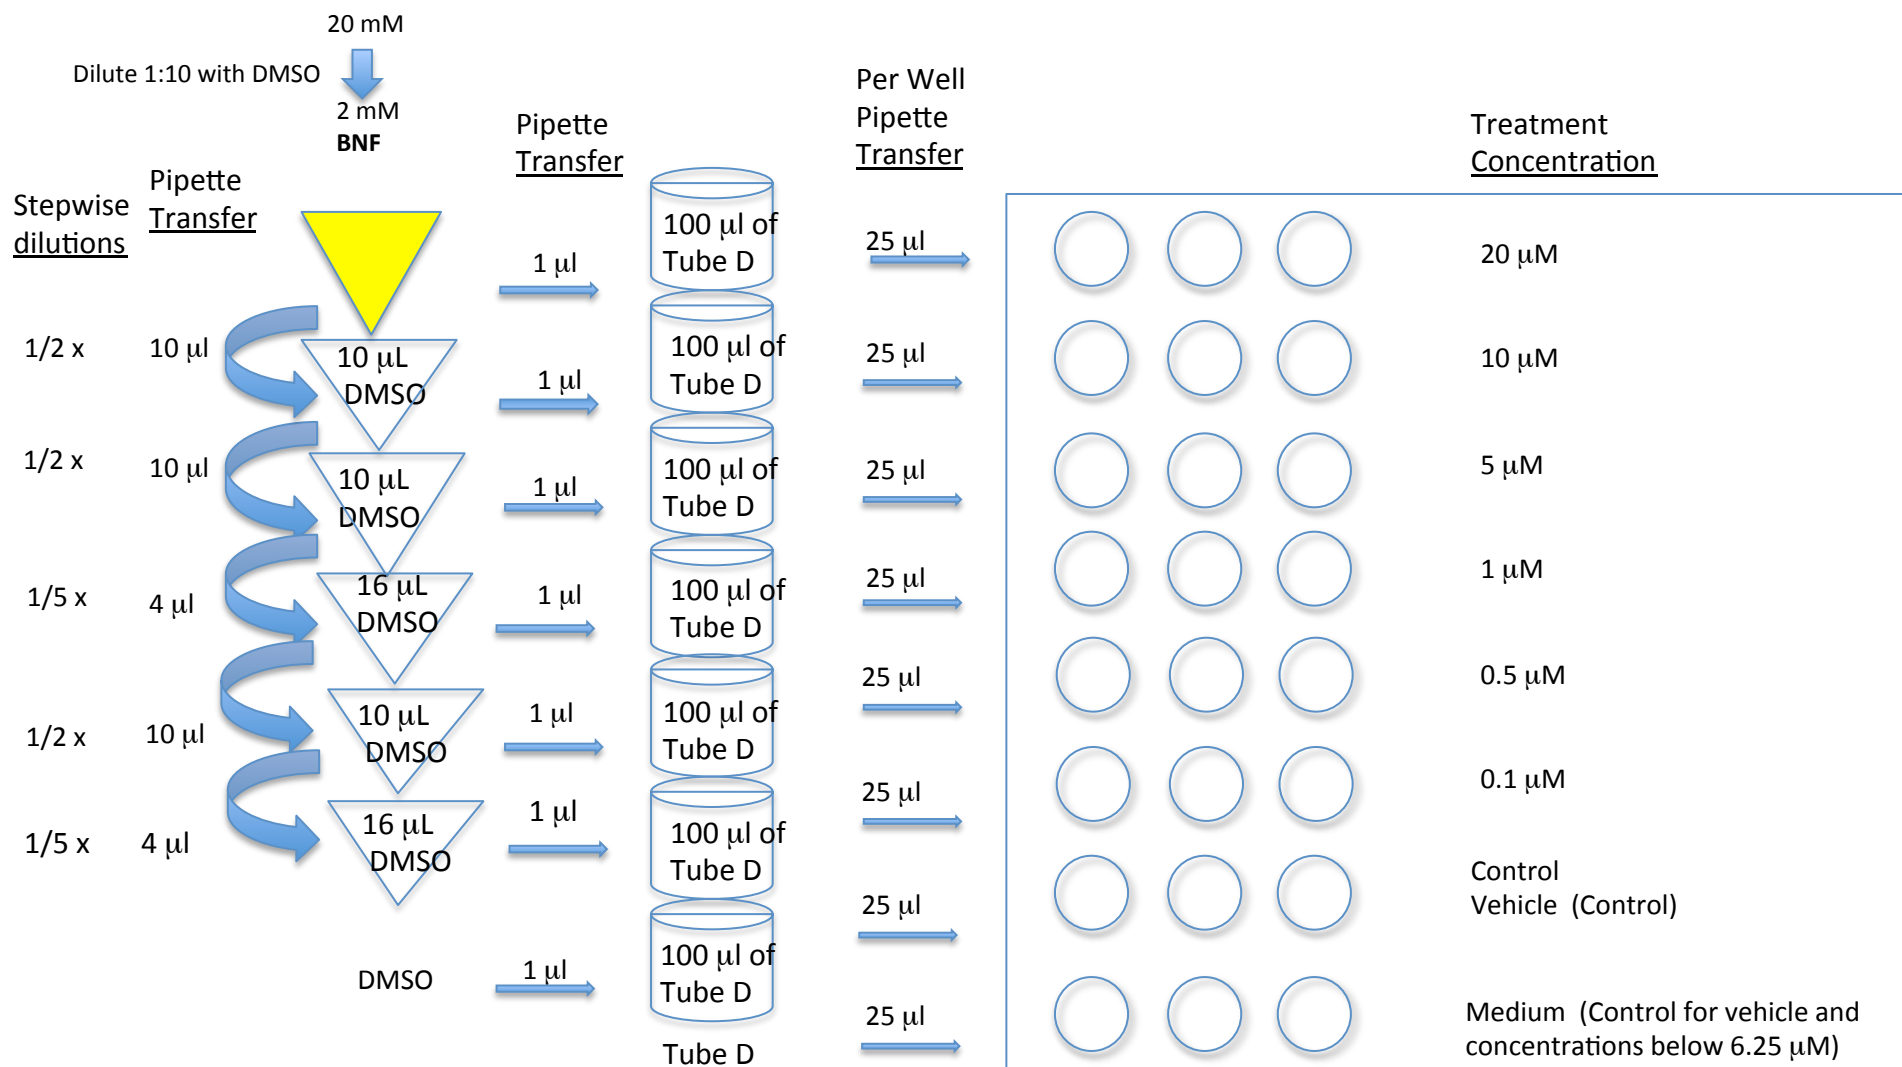 20 mM
Dilute 1:10 with DMSO
2 mM
BNF
Stepwise
dilutions
Pipette
Transfer
Pipette
Transfer
Per Well
Pipette
Transfer
Treatment
Concentration
1 μl
100 μl of
Tube D
25 μl
20 μM
1/2 x
10 μl
10 μL
DMSO
1 μl
100 μl of
Tube D
25 μl
10 μM
1/2 x
10 μl
10 μL
DMSO
1 μl
100 μl of
Tube D
25 μl
5 μM
1/5 x
4 μl
16 μL
DMSO
1 μl
100 μl of
Tube D
25 μl
1 μM
1/2 x
10 μl
10 μL
DMSO
1 μl
100 μl of
Tube D
25 μl
0.5 μM
1/5 x
4 μl
16 μL
DMSO
1 μl
100 μl of
Tube D
25 μl
0.1 μM
DMSO
1 μl
100 μl of
Tube D
25 μl
Control
Vehicle (Control)
Tube D
25 μl
Medium (Control for vehicle and
concentrations below 6.25 μM)